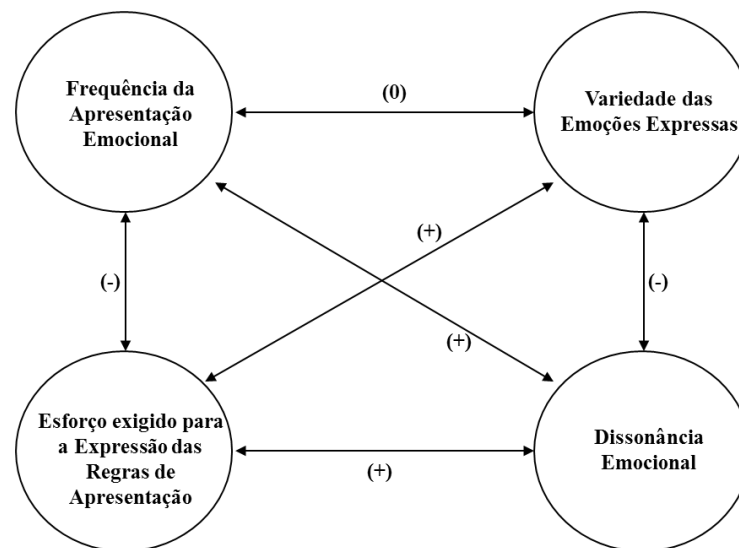 Frequência da
Apresentação
Emocional
(0)
Variedade das
Emoções Expressas
(-)
(+)
(+)
(-)
Esforço exigido para
a Expressão das
Regras de
Apresentação
(+)
Dissonância
Emocional